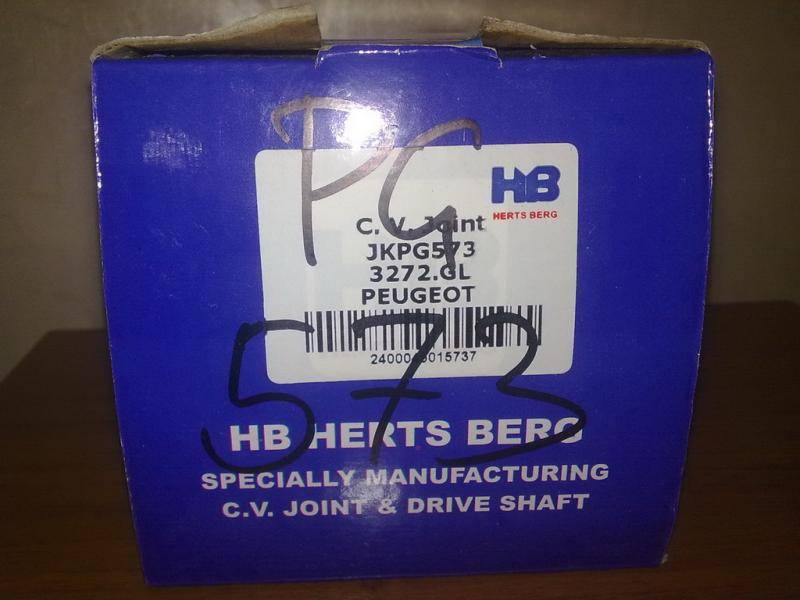 PG
HB
HERTS BERG
C.V. Joint
JKPG573
3272.GL
PEUGEOT
573
HB HERTS BERG
SPECIALLY MANUFACTURING
C.V. JOINT & DRIVE SHAFT